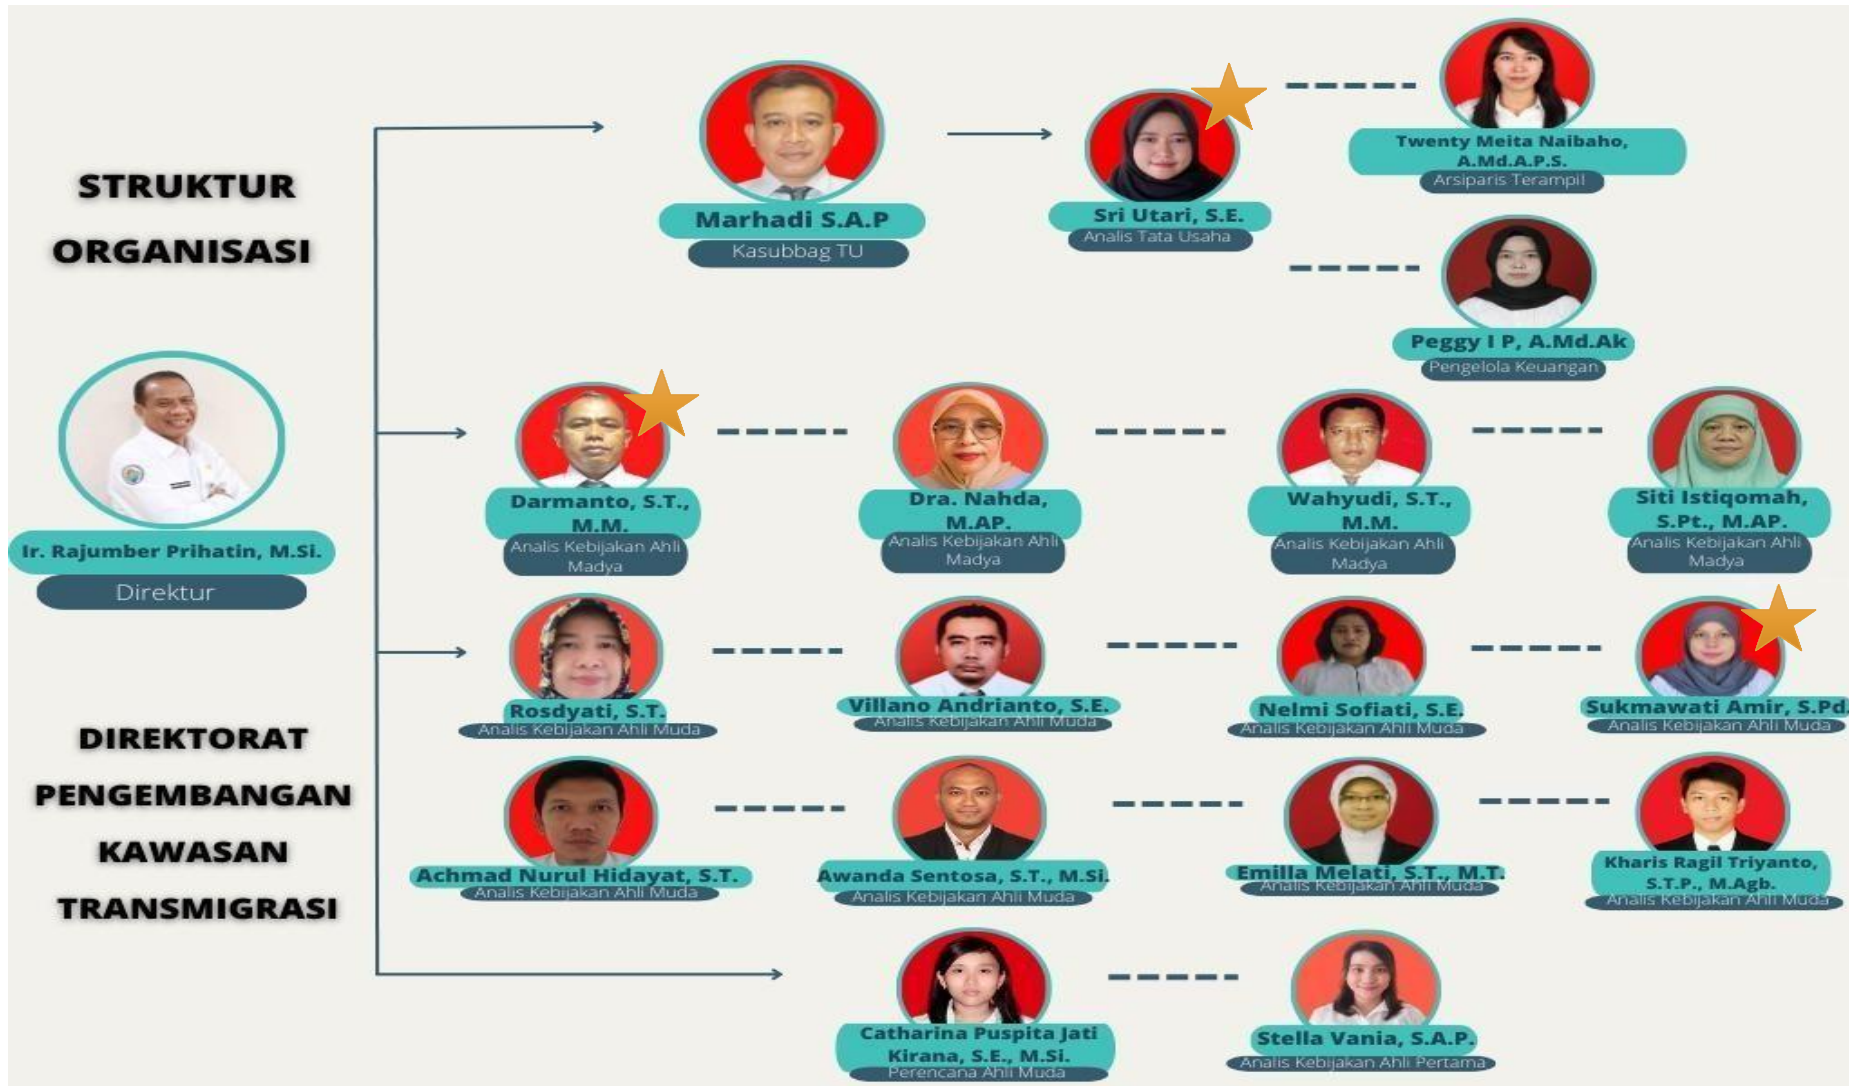 STRUKTUR
ORGANISASI
Ir. Rajumber Prihatin, M.Si.
Direktur
DIREKTORAT
PENGEMBANGAN
KAWASAN
TRANSMIGRASI
Marhadi S.A.P
Kasubbag TU
Sri Utari, S.E.
Analis Tata Usaha
Twenty Meita Naibaho,
A.Md.A.P.S.
Arsiparis Terampil
Peggy I P, A.Md.Ak
Pengelola Keuangan
Darmanto, S.T.,
M.M.
Analis Kebijakan Ahli
Madya
Dra. Nahda,
M.AP.
Analis Kebijakan Ahli
Madya
Wahyudi, S.T.,
M.M.
Analis Kebijakan Ahli
Madya
Siti Istiqomah,
S.Pt., M.AP.
Analis Kebijakan Ahli
Madya
Rosdyati, S.T.
Analis Kebijakan Ahli Muda
Villano Andrianto, S.E.
Analis Kebijakan Ahli Muda
Nelmi Sofiati, S.E.
Analis Kebijakan Ahli Muda
Sukmawati Amir, S.Pd.
Analis Kebijakan Ahli Muda
Achmad Nurul Hidayat, S.T.
Analis Kebijakan Ahli Muda
Awanda Sentosa, S.T., M.Si.
Analis Kebijakan Ahli Muda
Emilla Melati, S.T., M.T.
Analis Kebijakan Ahli Muda
Kharis Ragil Triyanto,
S.T.P., M.Agb.
Analis Kebijakan Ahli Muda
Catharina Puspita Jati
Kirana, S.E., M.Si.
Perencana Ahli Muda
Stella Vania, S.A.P.
Analis Kebijakan Ahli Pertama